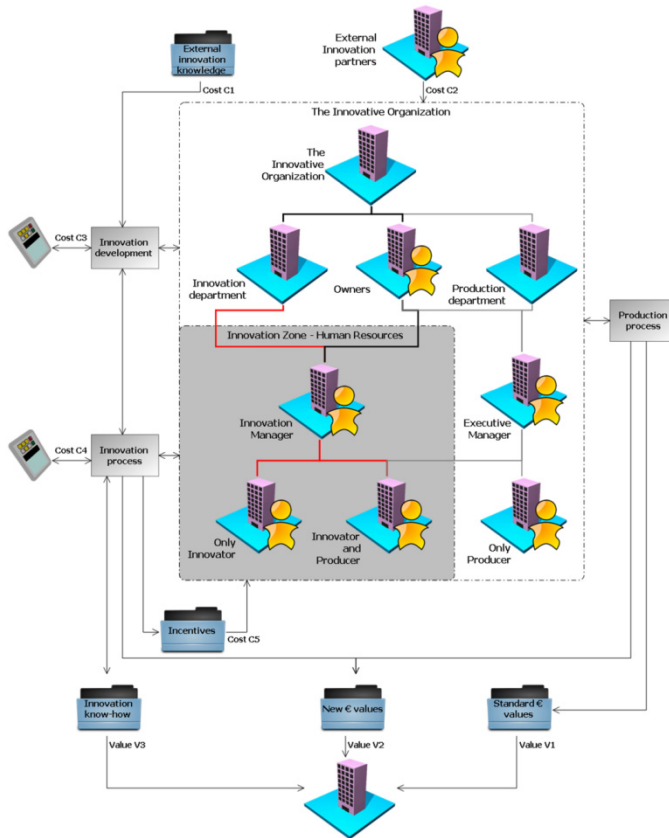 External
innovation
knowledge
External
Innovation
partners
Cost C1
Cost C2
The Innovative Organization
The
Innovative
Organization
Cost C3
Innovation
development
Innovation
department
Owners
Production
department
Production
process
Innovation Zone - Human Resources
Innovation
Manager
Executive
Manager
Cost C4
Innovation
process
Only
Innovator
Innovator
and
Producer
Only
Producer
Incentives
Cost C5
Innovation
know-how
New € values
Standard €
values
Value V3
Value V2
Value V1